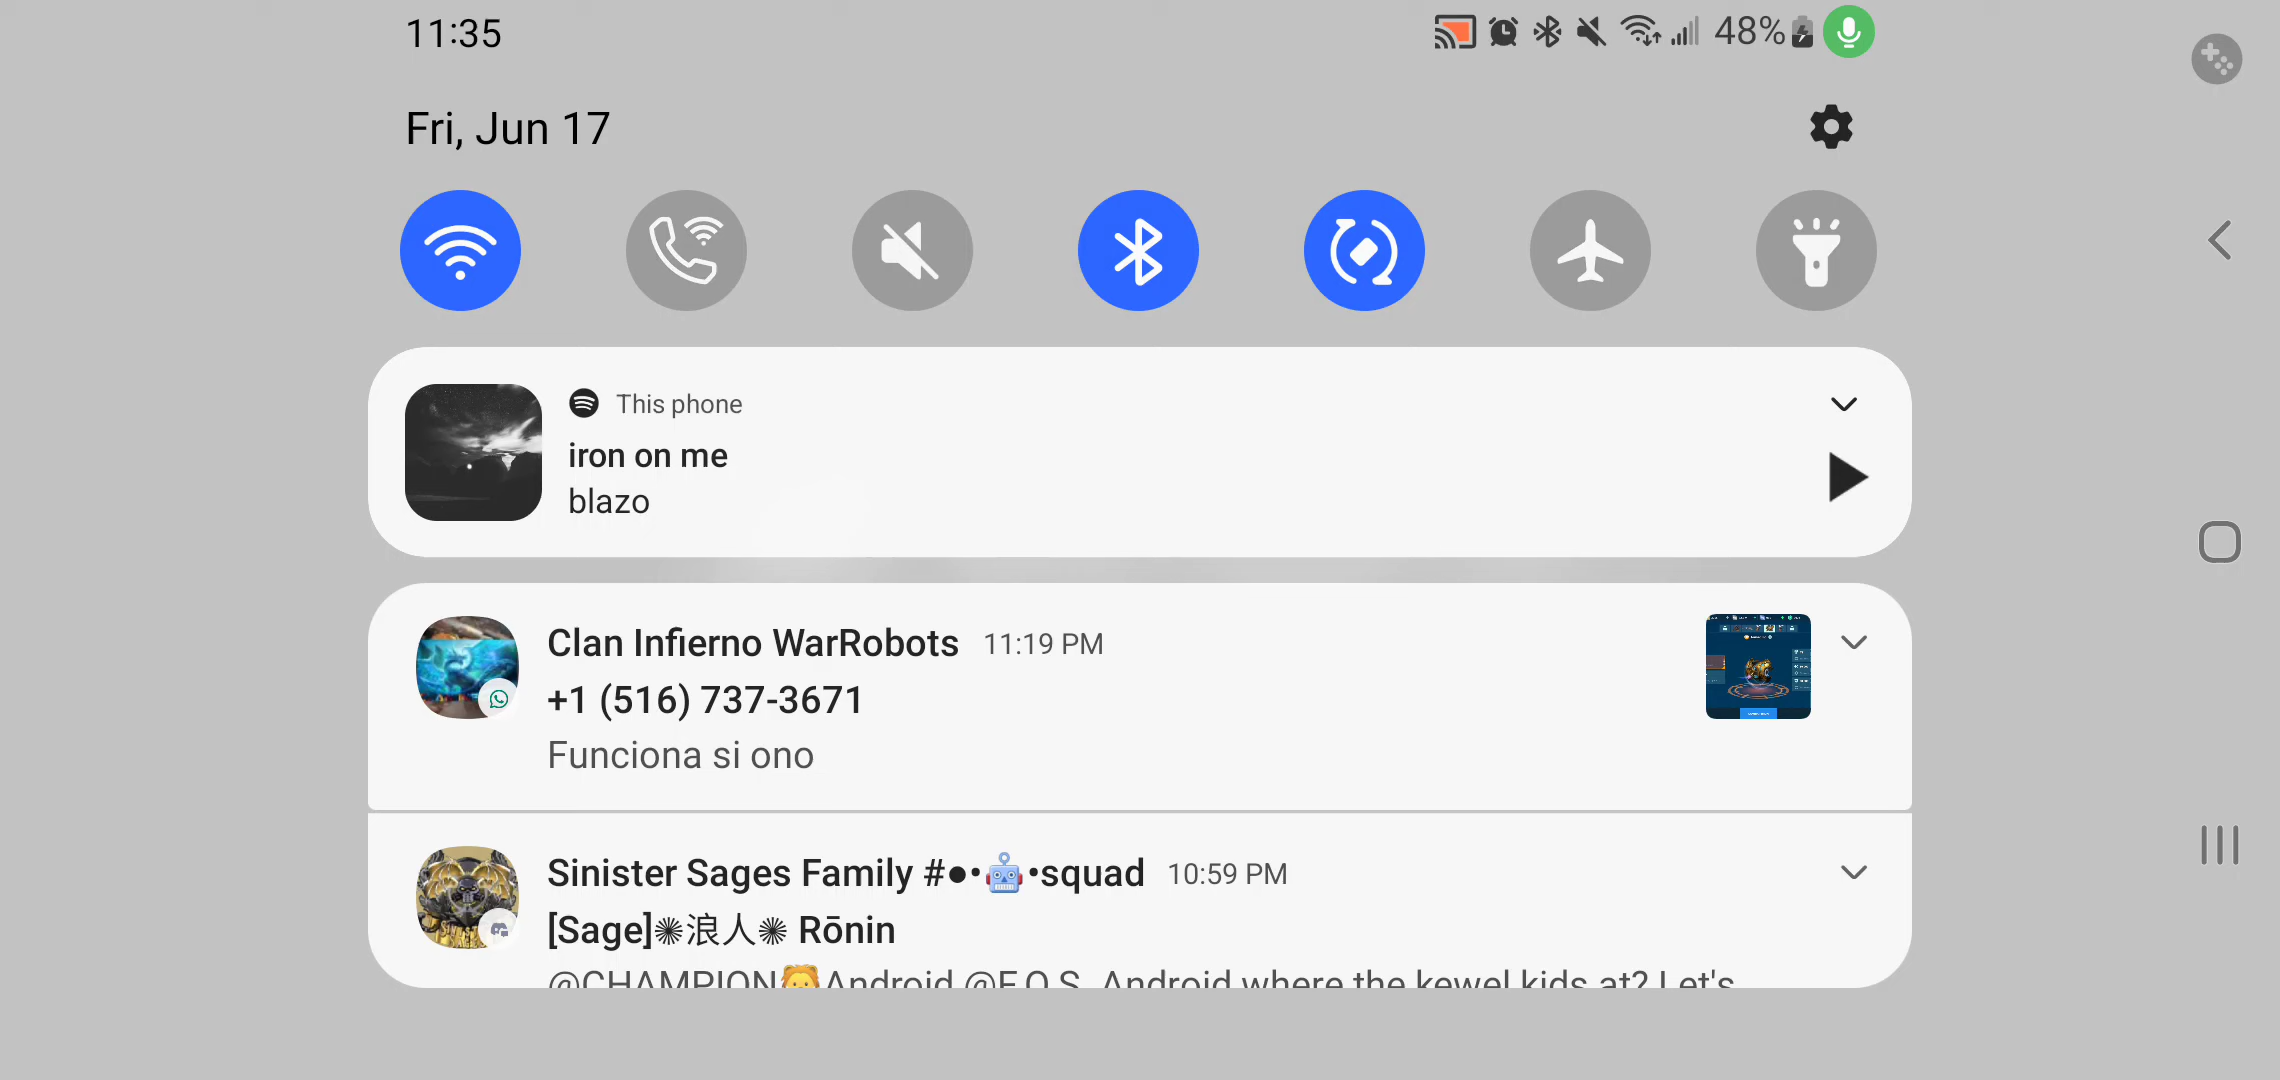 11:35
48%
Fri, Jun 17
This phone
iron on me
blazo
Clan Infierno WarRobots 11:19 PM
+1 (516) 737-3671
Funciona si ono
Sinister Sages Family #●•🤖•squad 10:59 PM
[Sage]✺浪人✺ Rōnin
@CHAMPION🦁Android @F.O.S. Android where the kewel kids at? Let's